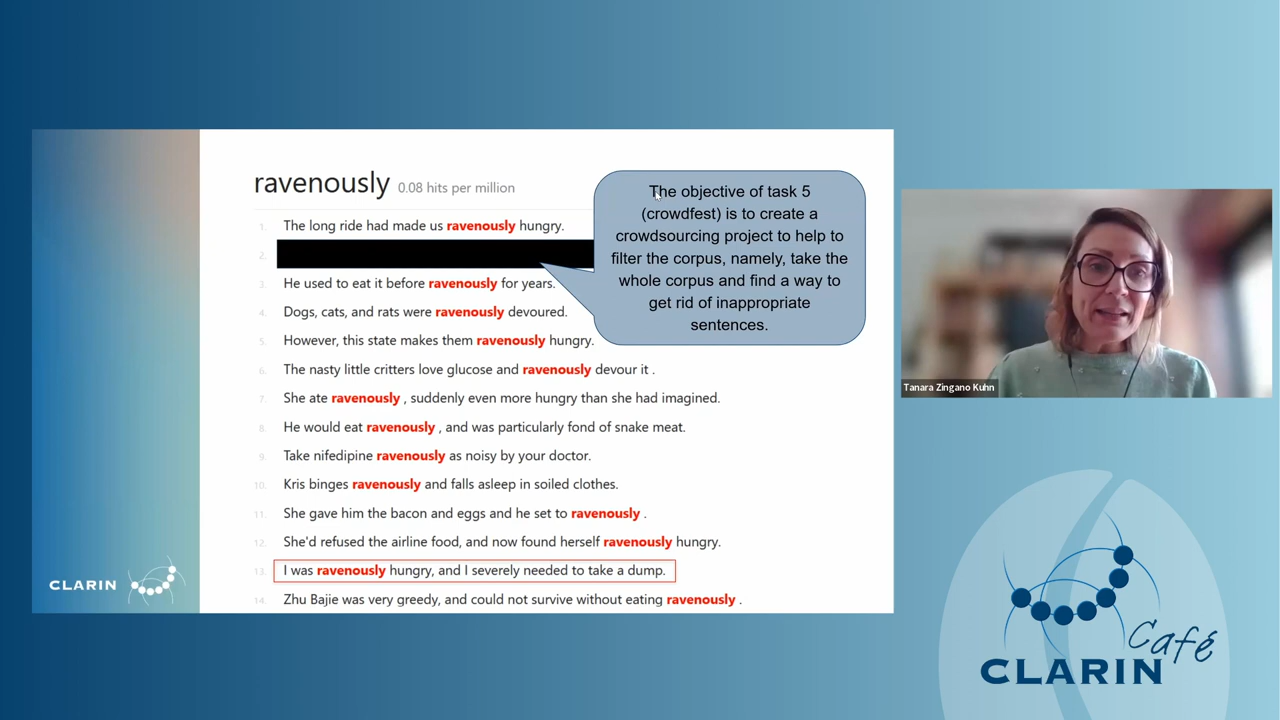 ravenously 0.08 hits per million
1. The long ride had made us ravenously hungry.
2.
3. He used to eat it before ravenously for years.
4. Dogs, cats, and rats were ravenously devoured.
5. However, this state makes them ravenously hungry.
6. The nasty little critters love glucose and ravenously devour it .
7. She ate ravenously , suddenly even more hungry than she had imagined.
8. He would eat ravenously , and was particularly fond of snake meat.
9. Take nifedipine ravenously as noisy by your doctor.
10. Kris binges ravenously and falls asleep in soiled clothes.
11. She gave him the bacon and eggs and he set to ravenously .
12. She'd refused the airline food, and now found herself ravenously hungry.
13. I was ravenously hungry, and I severely needed to take a dump.
14. Zhu Bajie was very greedy, and could not survive without eating ravenously .
The objective of task 5
(crowdfest) is to create a
crowdsourcing project to help to
filter the corpus, namely, take the
whole corpus and find a way to
get rid of inappropriate
sentences.
CLARIN
Tanara Zingano Kuhn
Café
CLARIN